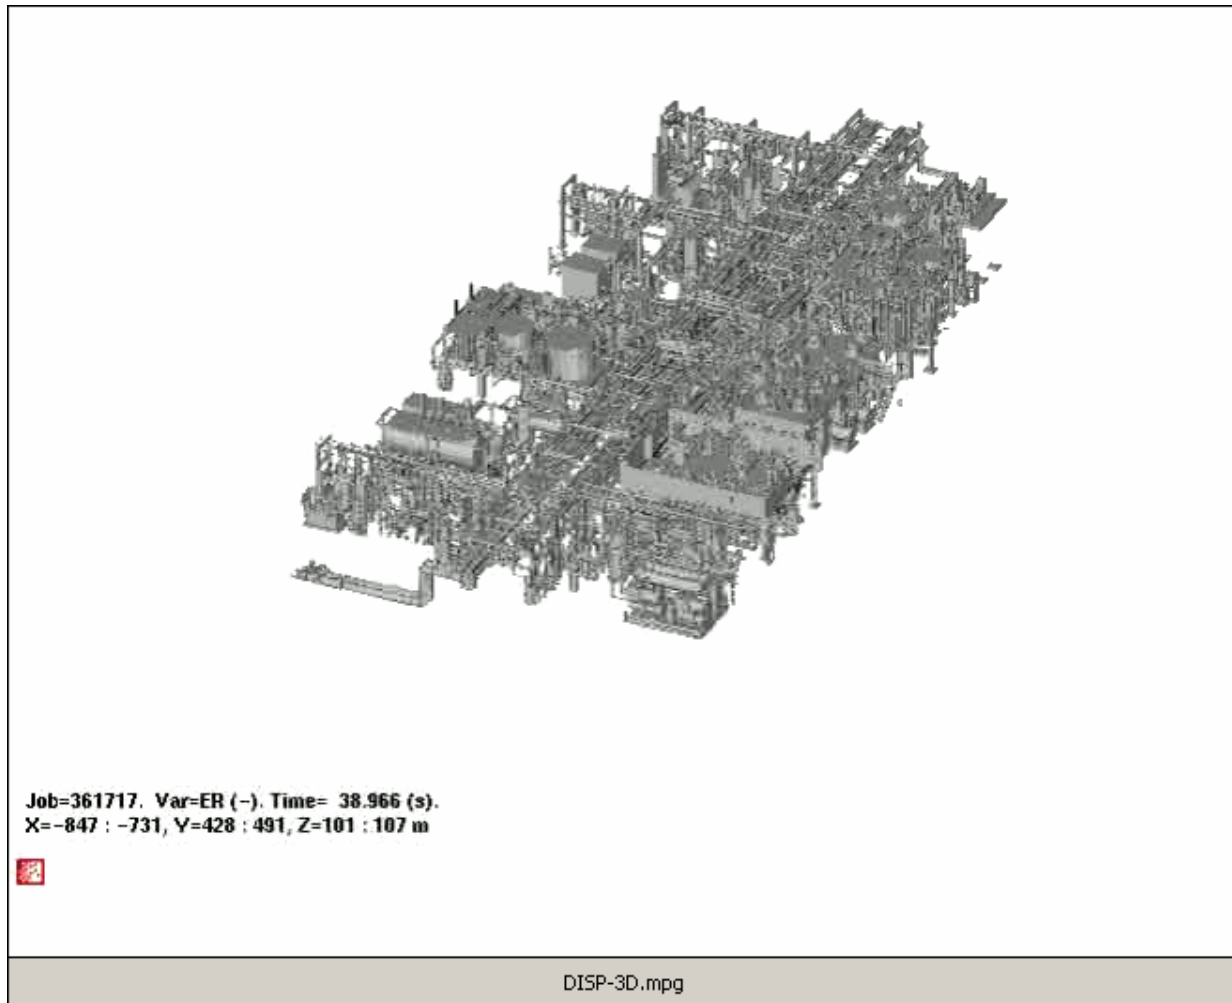 Job=361717.  Var=ER (-). Time=  38.966 (s).
X=-847 : -731, Y=428 : 491, Z=101 : 107 m
DISP-3D.mpg